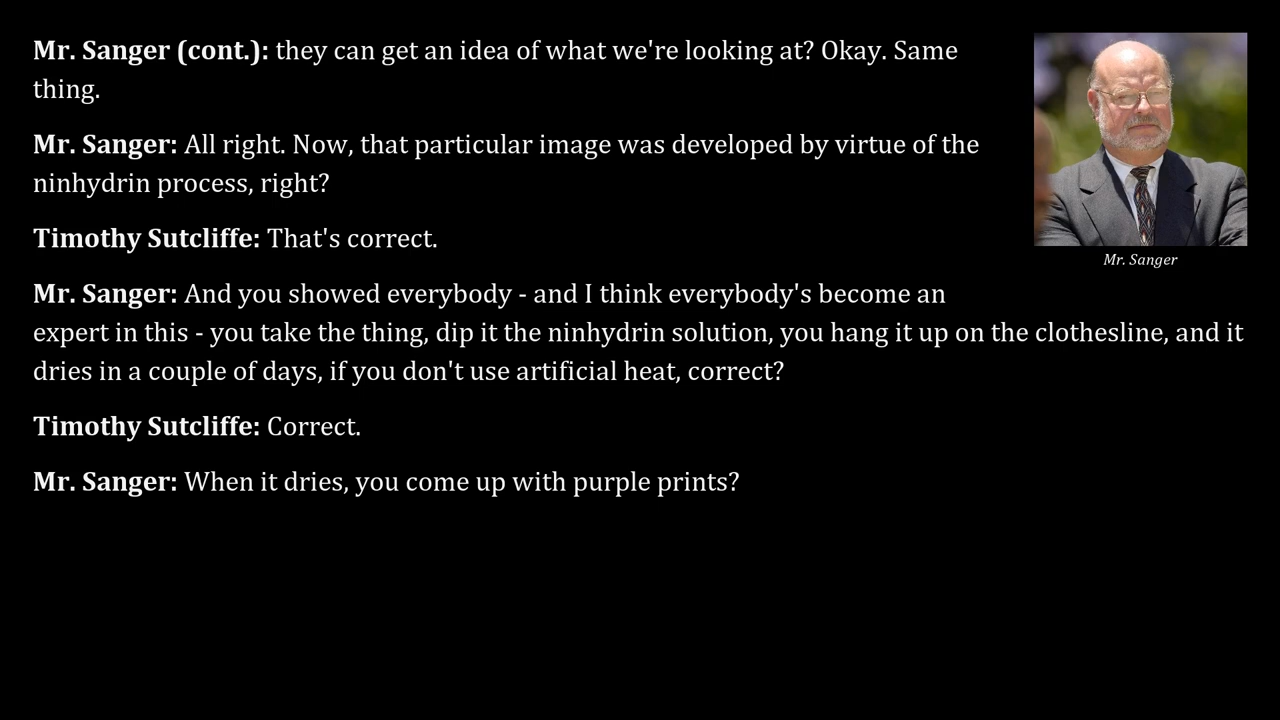 Mr. Sanger (cont.): they can get an idea of what we're looking at? Okay. Same
thing.
Mr. Sanger: All right. Now, that particular image was developed by virtue of the
ninhydrin process, right?
Timothy Sutcliffe: That's correct.
Mr. Sanger
Mr. Sanger: And you showed everybody - and I think everybody's become an
expert in this - you take the thing, dip it the ninhydrin solution, you hang it up on the clothesline, and it
dries in a couple of days, if you don't use artificial heat, correct?
Timothy Sutcliffe: Correct.
Mr. Sanger: When it dries, you come up with purple prints?